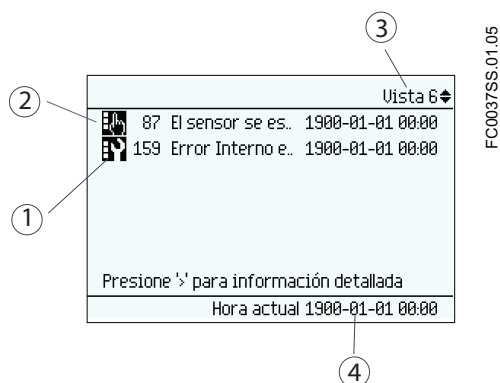 3
FC0037SS.01.05
Vista 6
2
87 El sensor se es.. 1900-01-01 00:00
159 Error Interno e.. 1900-01-01 00:00
1
Presione '>' para información detallada
Hora actual 1900-01-01 00:00
4